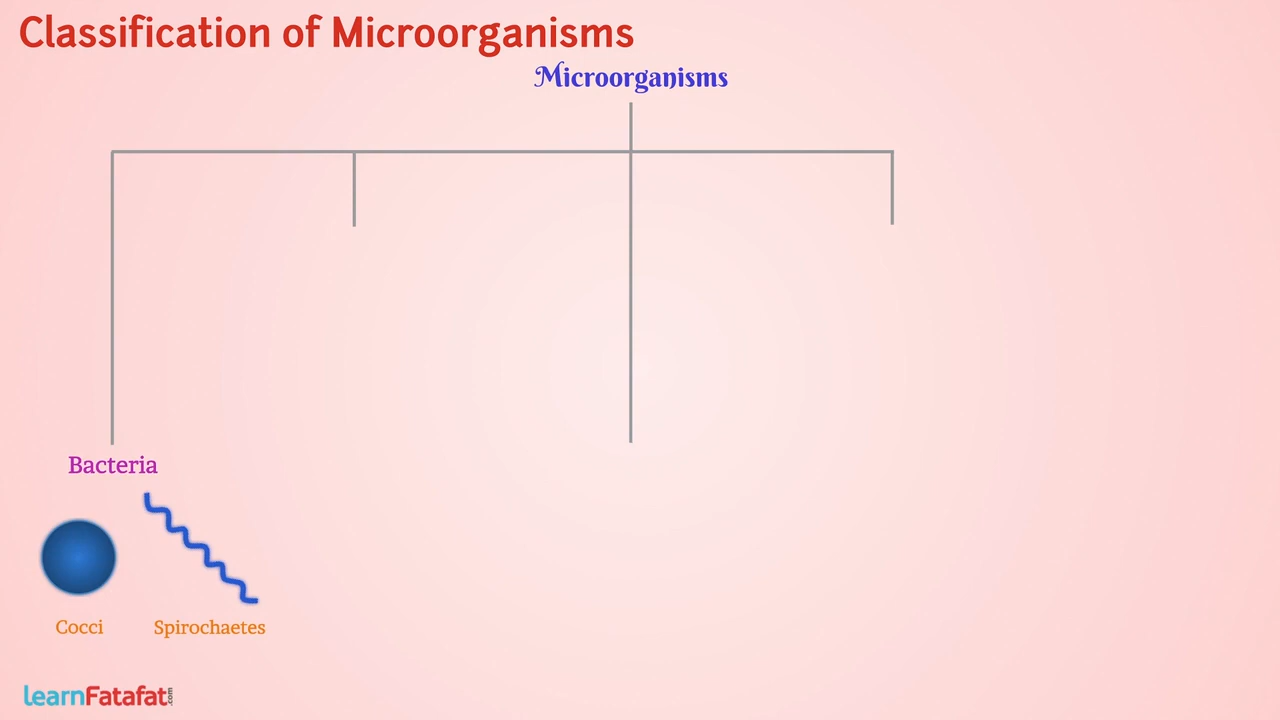 Classification of Microorganisms
Microorganisms
Bacteria
Cocci
Spirochaetes
learnFatafat.com